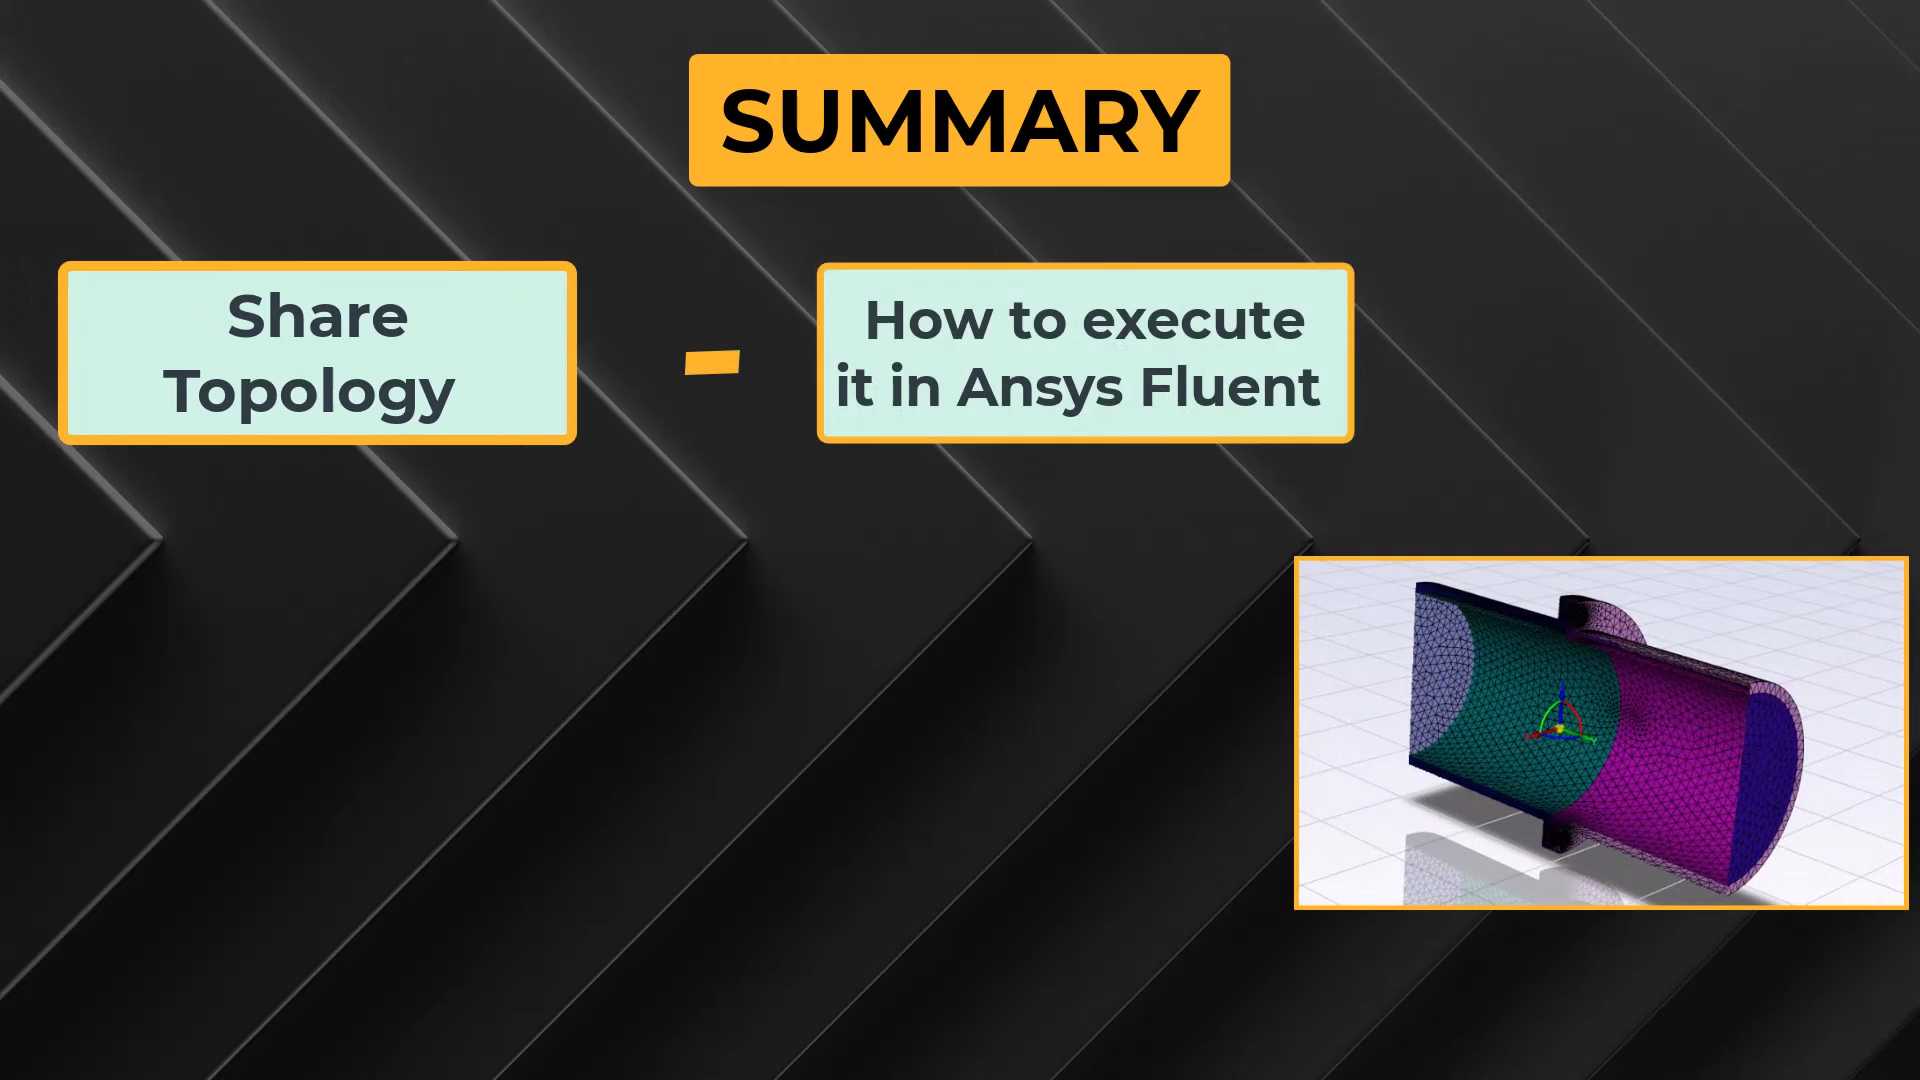 SUMMARY
Share
Topology
-
How to execute
it in Ansys Fluent